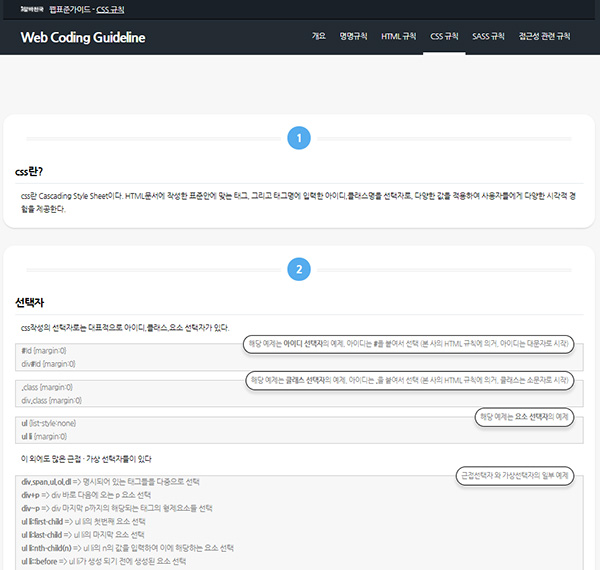 알바천국 웹표준가이드 - CSS 규칙
Web Coding Guideline
개요 명명규칙 HTML 규칙 CSS 규칙 SASS 규칙 접근성 관련 규칙
1
css란?
css란 Cascading Style Sheet이다. HTML문서에 작성한 표준안에 맞는 태그, 그리고 태그명에 입력한 아이디,클래스명을 선택자로, 다양한 값을 적용하여 사용자들에게 다양한 시각적 경
험을 제공한다.
2
선택자
css작성의 선택자로는 대표적으로 아이디,클래스,요소 선택자가 있다.
해당 예제는 아이디 선택자의 예제, 아이디는 #을 붙여서 선택 (본 사의 HTML 규칙에 의거, 아이디는 대문자로 시작)
#id {margin:0}
div#id {margin:0}
해당 예제는 클래스 선택자의 예제, 아이디는 .을 붙여서 선택 (본 사의 HTML 규칙에 의거, 클래스는 소문자로 시작)
.class {margin:0}
div.class {margin:0}
해당 예제는 요소 선택자의 예제
ul {list-style:none}
ul li {margin:0}
이 외에도 많은 근접 · 가상 선택자들이 있다
근접선택자 와 가상선택자의 일부 예제
div,span,ul,ol,dl => 명시되어 있는 태그들을 다중으로 선택
div+p => div 바로 다음에 오는 p 요소 선택
div~p => div 마지막 p까지의 해당되는 태그의 형제요소를 선택
ul li:first-child => ul li의 첫번째 요소 선택
ul li:last-child => ul li의 마지막 요소 선택
ul li:nth-child(n) => ul li의 n의 값을 입력하여 이에 해당하는 요소 선택
ul li::before => ul li가 생성 되기 전에 생성된 요소 선택